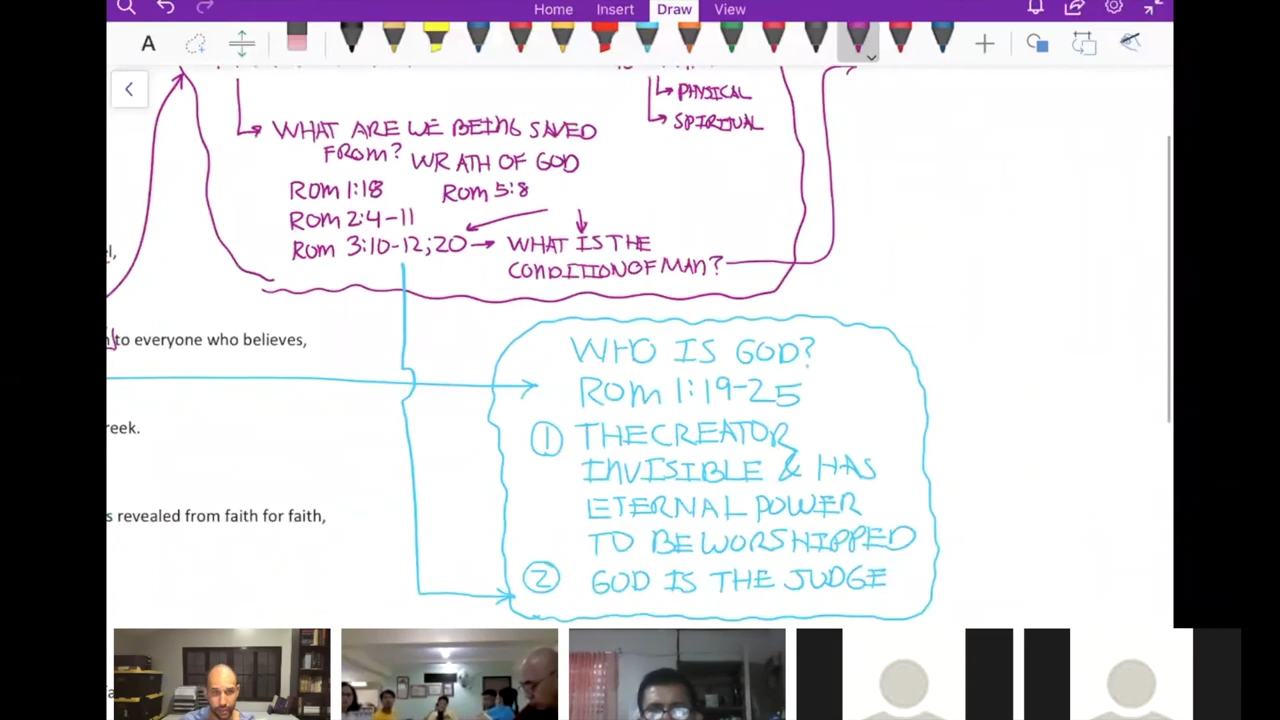 Home Insert Draw View
A
PHYSICAL
SPIRITUAL
WHAT ARE WE BEING SAVED
FROM? WRATH OF GOD
Rom 1:18 Rom 5:8
Rom 2:4-11
Rom 3:10-12;20 → WHAT IS THE
CONDITION OF MAN?
el,
to everyone who believes,
WHO IS GOD?
Rom 1:19-25
reek.
1 THE CREATOR
INVISIBLE & HAS
s revealed from faith for faith,
ETERNAL POWER
TO BE WORSHIPPED
2 GOD IS THE JUDGE